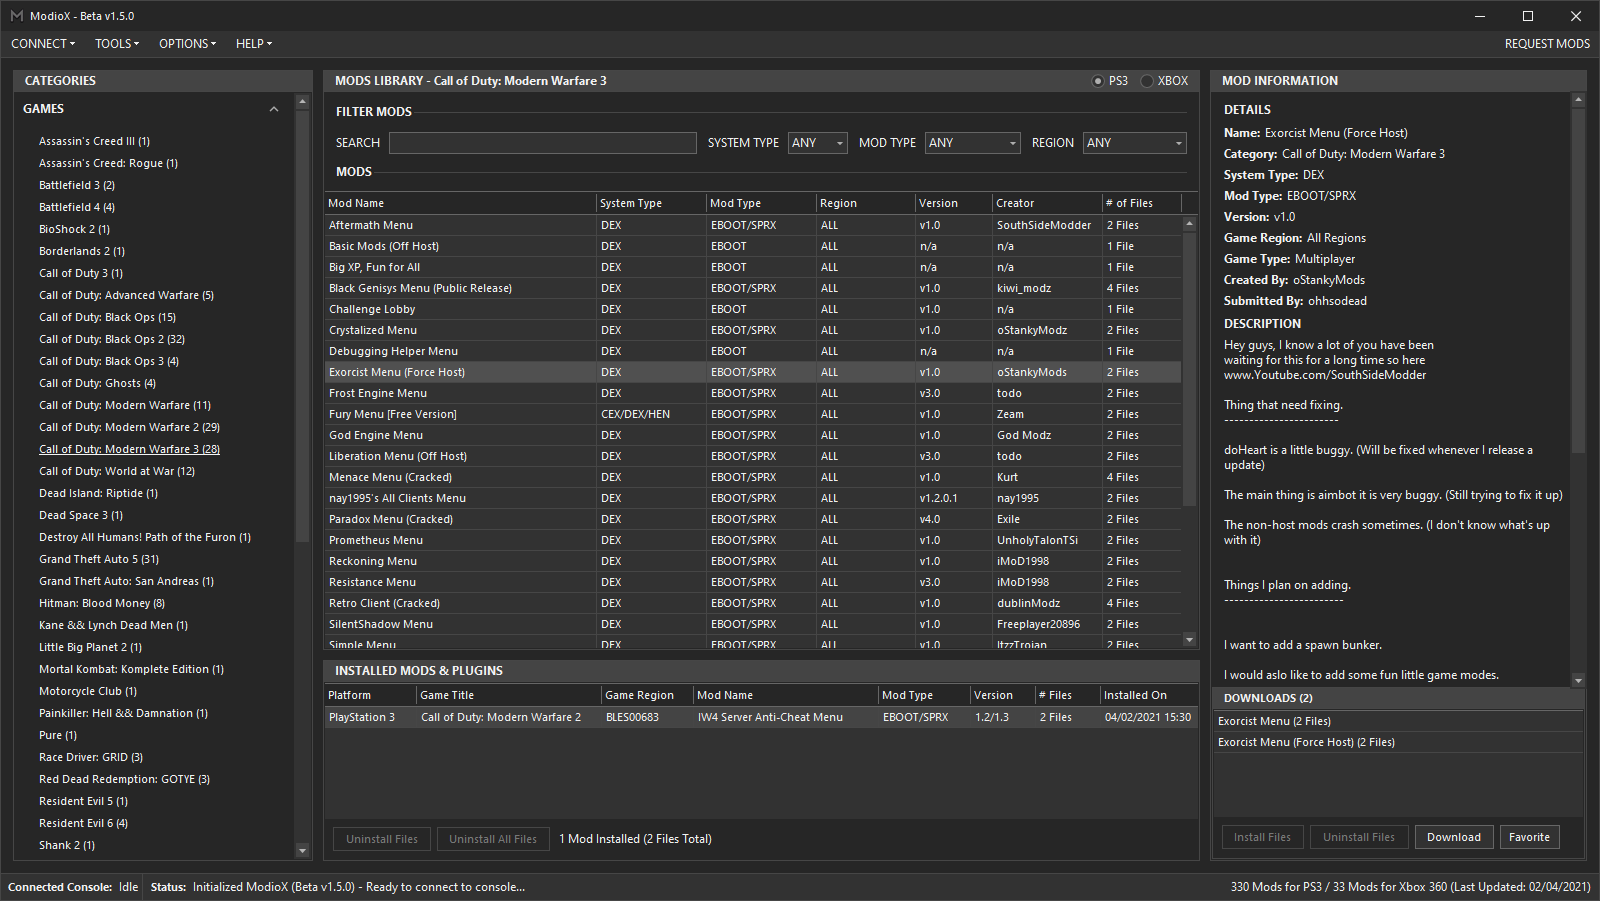 ModioX - Beta v1.5.0
CONNECT TOOLS OPTIONS HELP REQUEST MODS
CATEGORIES
GAMES
Assassin's Creed III (1)
Assassin's Creed: Rogue (1)
Battlefield 3 (2)
Battlefield 4 (4)
BioShock 2 (1)
Borderlands 2 (1)
Call of Duty 3 (1)
Call of Duty: Advanced Warfare (5)
Call of Duty: Black Ops (15)
Call of Duty: Black Ops 2 (32)
Call of Duty: Black Ops 3 (4)
Call of Duty: Ghosts (4)
Call of Duty: Modern Warfare (11)
Call of Duty: Modern Warfare 2 (29)
Call of Duty: Modern Warfare 3 (28)
Call of Duty: World at War (12)
Dead Island: Riptide (1)
Dead Space 3 (1)
Destroy All Humans! Path of the Furon (1)
Grand Theft Auto 5 (31)
Grand Theft Auto: San Andreas (1)
Hitman: Blood Money (8)
Kane && Lynch Dead Men (1)
Little Big Planet 2 (1)
Mortal Kombat: Komplete Edition (1)
Motorcycle Club (1)
Painkiller: Hell && Damnation (1)
Pure (1)
Race Driver: GRID (3)
Red Dead Redemption: GOTYE (3)
Resident Evil 5 (1)
Resident Evil 6 (4)
Shank 2 (1)
MODS LIBRARY - Call of Duty: Modern Warfare 3 PS3 XBOX
FILTER MODS
SEARCH SYSTEM TYPE ANY MOD TYPE ANY REGION ANY
MODS
Mod Name System Type Mod Type Region Version Creator # of Files
Aftermath Menu DEX EBOOT/SPRX ALL v1.0 SouthSideModder 2 Files
Basic Mods (Off Host) DEX EBOOT ALL n/a n/a 1 File
Big XP, Fun for All DEX EBOOT ALL n/a n/a 1 File
Black Genisys Menu (Public Release) DEX EBOOT/SPRX ALL v1.0 kiwi_modz 4 Files
Challenge Lobby DEX EBOOT ALL v1.0 n/a 1 File
Crystalized Menu DEX EBOOT/SPRX ALL v1.0 oStankyModz 2 Files
Debugging Helper Menu DEX EBOOT ALL n/a n/a 1 File
Exorcist Menu (Force Host) DEX EBOOT/SPRX ALL v1.0 oStankyMods 2 Files
Frost Engine Menu DEX EBOOT/SPRX ALL v3.0 todo 2 Files
Fury Menu [Free Version] CEX/DEX/HEN EBOOT/SPRX ALL v1.0 Zeam 2 Files
God Engine Menu DEX EBOOT/SPRX ALL v1.0 God Modz 2 Files
Liberation Menu (Off Host) DEX EBOOT/SPRX ALL v3.0 todo 2 Files
Menace Menu (Cracked) DEX EBOOT/SPRX ALL v1.0 Kurt 4 Files
nay1995's All Clients Menu DEX EBOOT/SPRX ALL v1.2.0.1 nay1995 2 Files
Paradox Menu (Cracked) DEX EBOOT/SPRX ALL v4.0 Exile 2 Files
Prometheus Menu DEX EBOOT/SPRX ALL v1.0 UnholyTalonTSi 2 Files
Reckoning Menu DEX EBOOT/SPRX ALL v1.0 iMoD1998 2 Files
Resistance Menu DEX EBOOT/SPRX ALL v3.0 iMoD1998 2 Files
Retro Client (Cracked) DEX EBOOT/SPRX ALL v1.0 dublinModz 4 Files
SilentShadow Menu DEX EBOOT/SPRX ALL v1.0 Freeplayer20896 2 Files
Simple Menu DEX EBOOT/SPRX ALL v1.0 ItzzTrojan 2 Files
INSTALLED MODS & PLUGINS
Platform Game Title Game Region Mod Name Mod Type Version # Files Installed On
PlayStation 3 Call of Duty: Modern Warfare 2 BLES00683 IW4 Server Anti-Cheat Menu EBOOT/SPRX 1.2/1.3 2 Files 04/02/2021 15:30
Uninstall Files Uninstall All Files 1 Mod Installed (2 Files Total)
MOD INFORMATION
DETAILS
Name: Exorcist Menu (Force Host)
Category: Call of Duty: Modern Warfare 3
System Type: DEX
Mod Type: EBOOT/SPRX
Version: v1.0
Game Region: All Regions
Game Type: Multiplayer
Created By: oStankyMods
Submitted By: ohhsodead
DESCRIPTION
Hey guys, I know a lot of you have been
waiting for this for a long time so here
www.Youtube.com/SouthSideModder
Thing that need fixing.
-----------------------
doHeart is a little buggy. (Will be fixed whenever I release a
update)
The main thing is aimbot it is very buggy. (Still trying to fix it up)
The non-host mods crash sometimes. (I don't know what's up
with it)
Things I plan on adding.
------------------------
I want to add a spawn bunker.
I would aslo like to add some fun little game modes.
DOWNLOADS (2)
Exorcist Menu (2 Files)
Exorcist Menu (Force Host) (2 Files)
Install Files Uninstall Files Download Favorite
Connected Console: Idle Status: Initialized ModioX (Beta v1.5.0) - Ready to connect to console... 330 Mods for PS3 / 33 Mods for Xbox 360 (Last Updated: 02/04/2021)